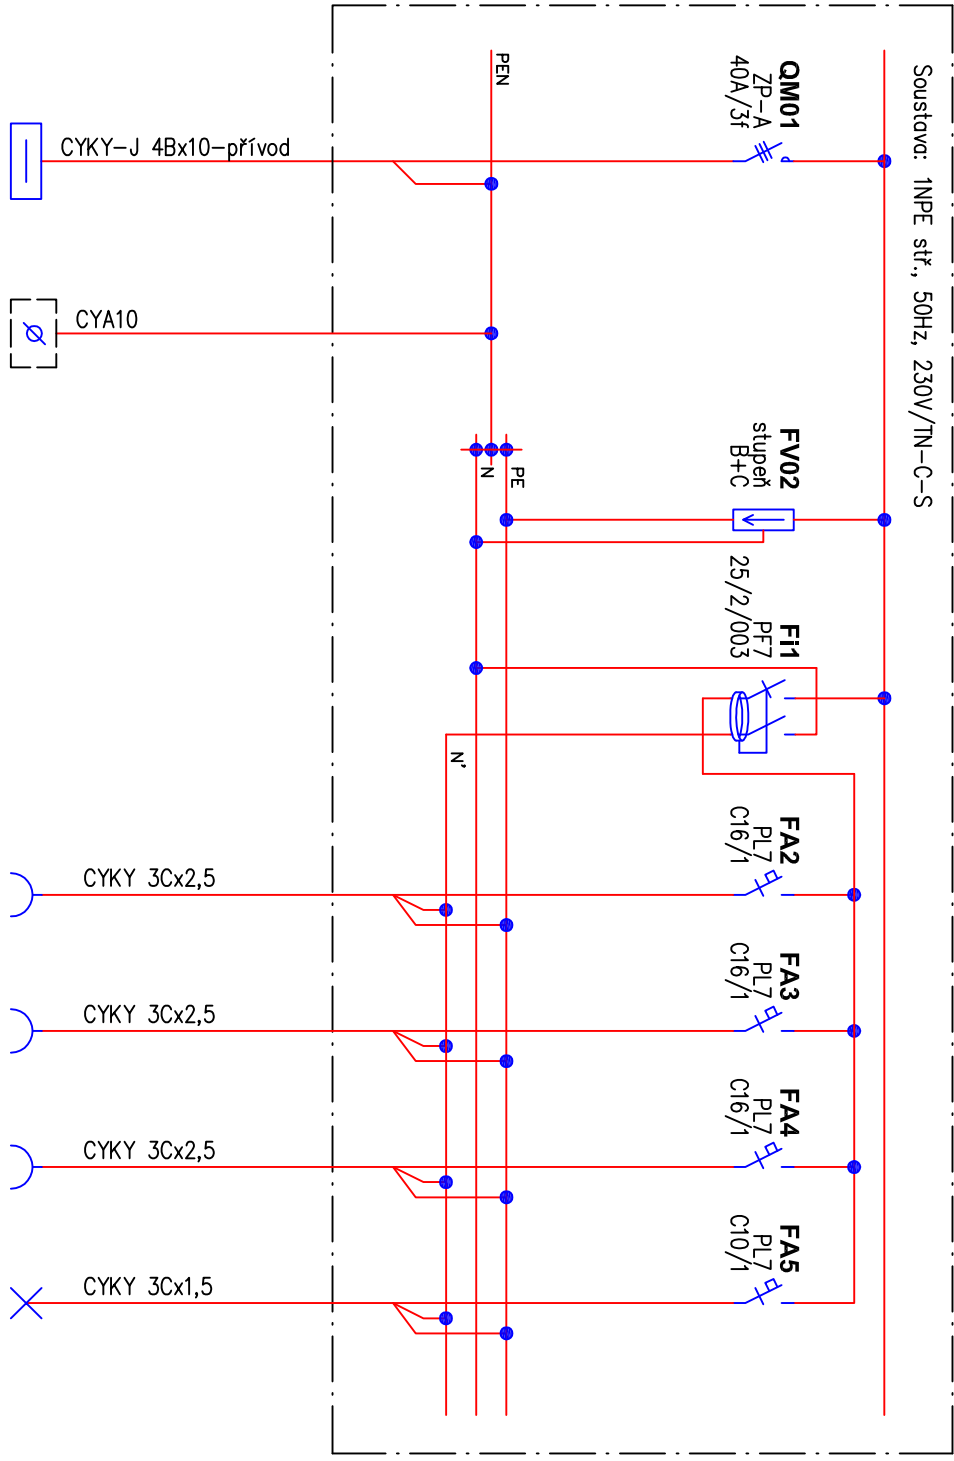 Soustava: 1NPE stř., 50Hz, 230V/TN-C-S
PEN
QM01
ZP-A
40A/3f
CYKY-J 4Bx10-přívod
CYA10
PE
N
FV02
stupeň
B+C
Fi1
PF7
25/2/003
N'
FA2
PL7
C16/1
CYKY 3Cx2,5
FA3
PL7
C16/1
CYKY 3Cx2,5
FA4
PL7
C16/1
CYKY 3Cx2,5
FA5
PL7
C10/1
CYKY 3Cx1,5